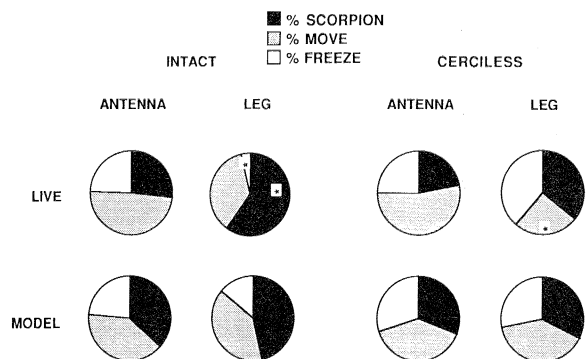 % SCORPION
% MOVE
% FREEZE
INTACT CERCILESS
ANTENNA LEG ANTENNA LEG
LIVE
* * *
MODEL